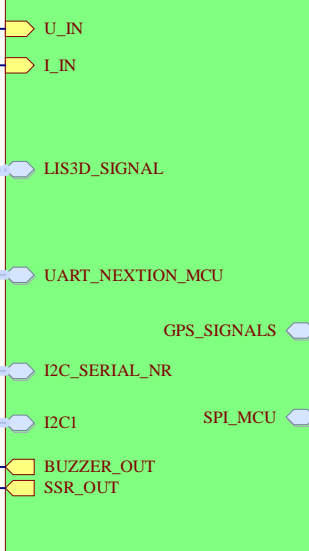 U_IN
I_IN
LIS3D_SIGNAL
UART_NEXTION_MCU
GPS_SIGNALS
I2C_SERIAL_NR
I2C1
SPI_MCU
BUZZER_OUT
SSR_OUT